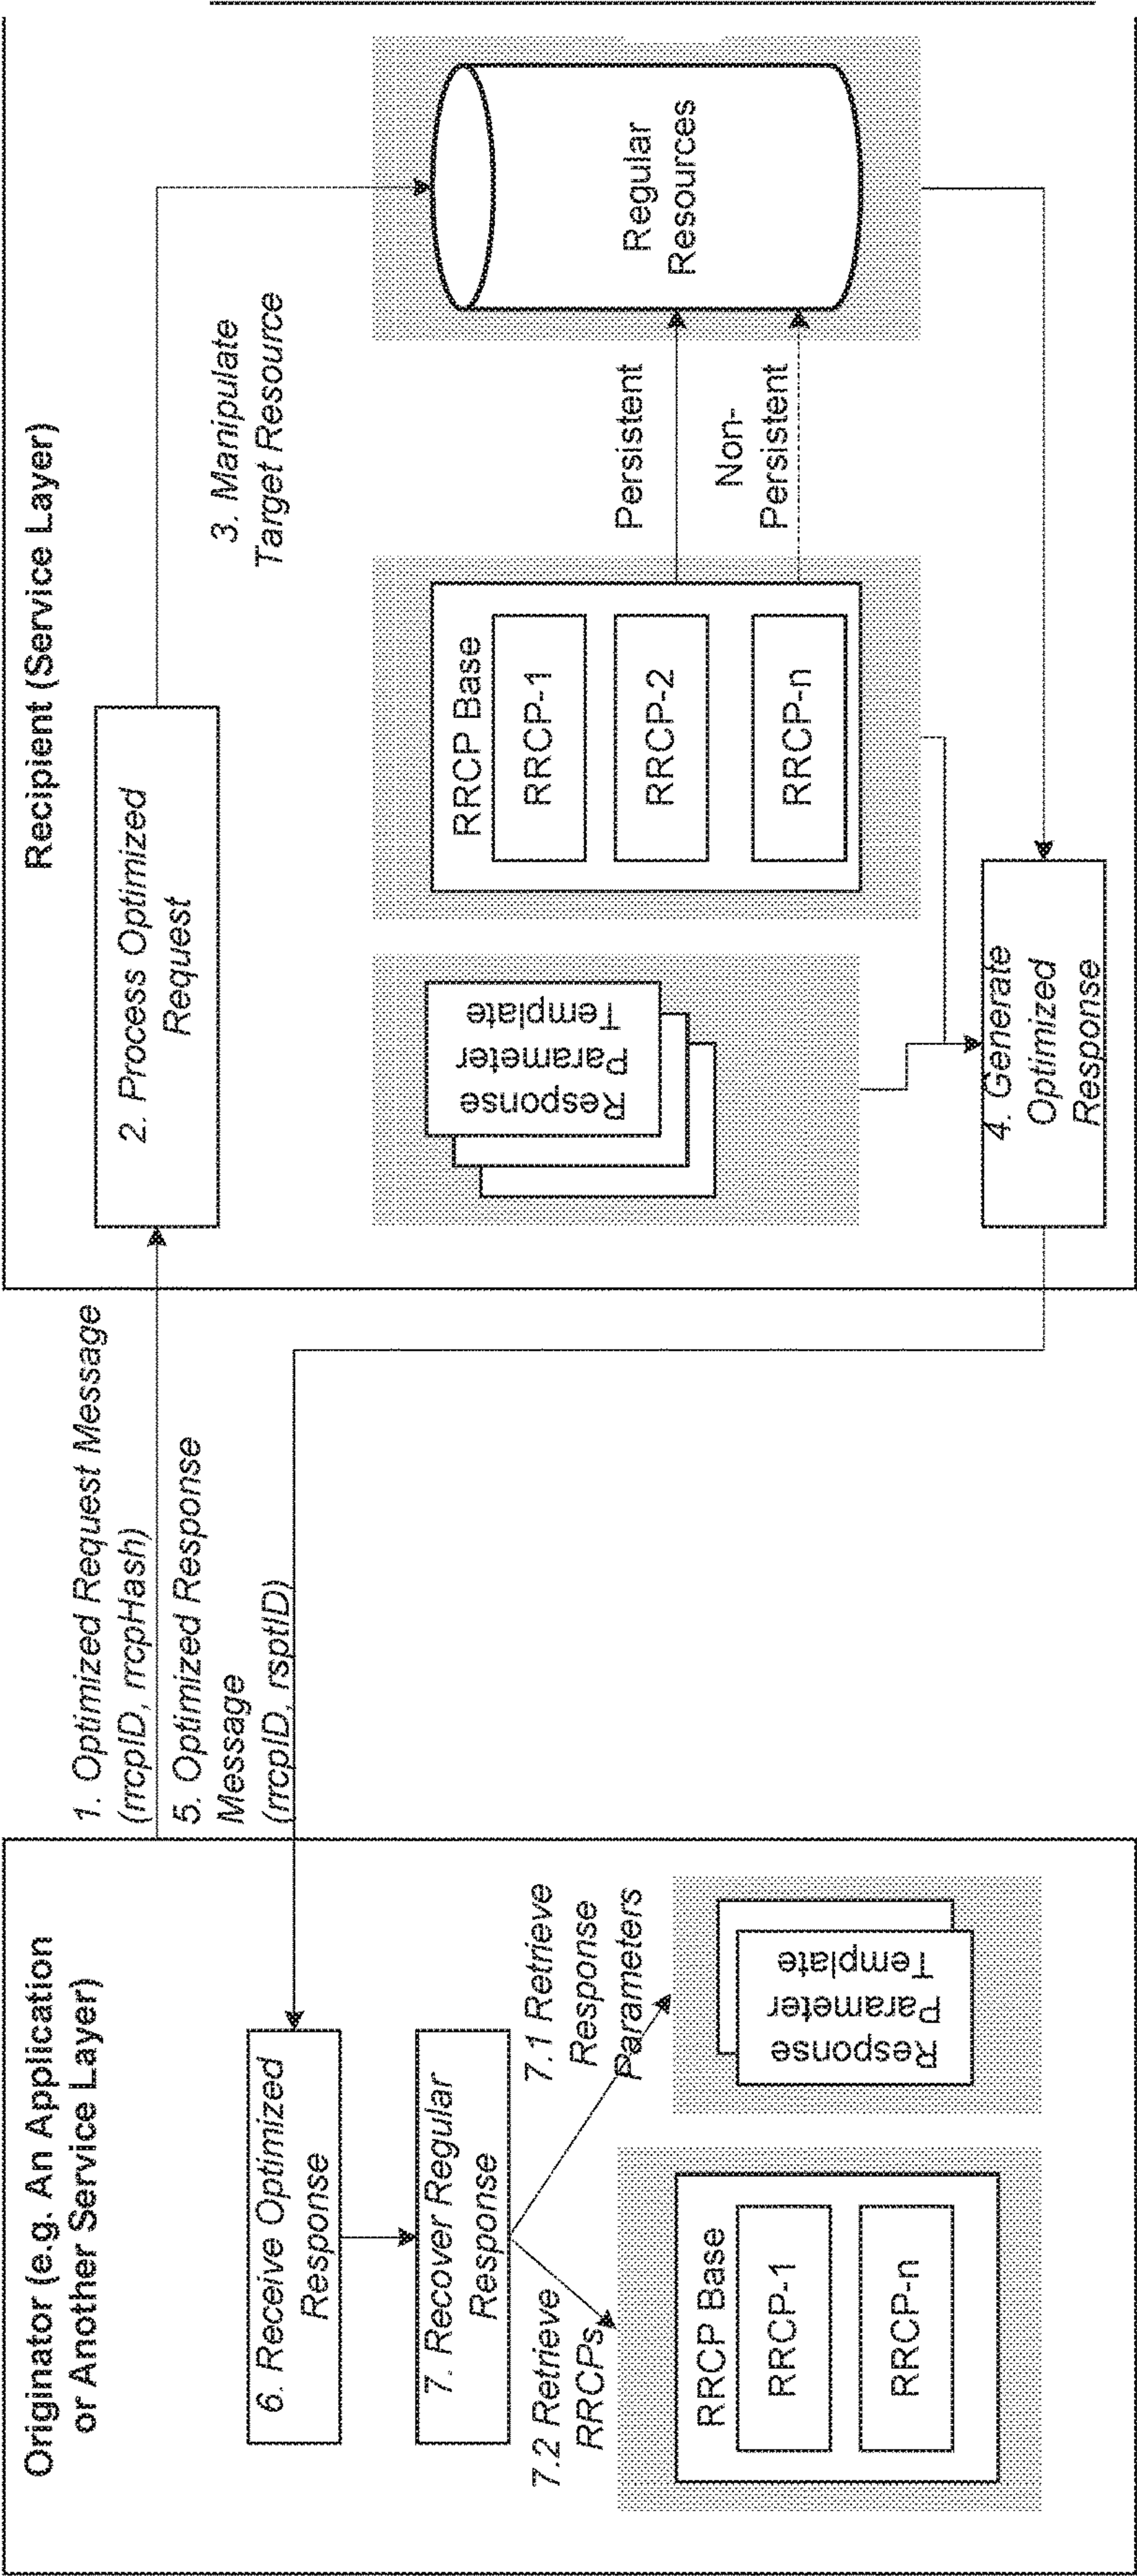 Originator (e.g. An Application
or Another Service Layer)
6. Receive Optimized
Response
7. Recover Regular
Response
7.2 Retrieve
RRCPs
7.1 Retrieve
Response
Parameters
RRCP Base
RRCP-1
RRCP-n
Response
Parameter
Template
1. Optimized Request Message
(rrcpID, rrcpHash)
5. Optimized Response
Message
(rrcpID, rsptID)
Recipient (Service Layer)
2. Process Optimized
Request
3. Manipulate
Target Resource
Response
Parameter
Template
RRCP Base
RRCP-1
RRCP-2
RRCP-n
Persistent
Non-
Persistent
Regular
Resources
4. Generate
Optimized
Response